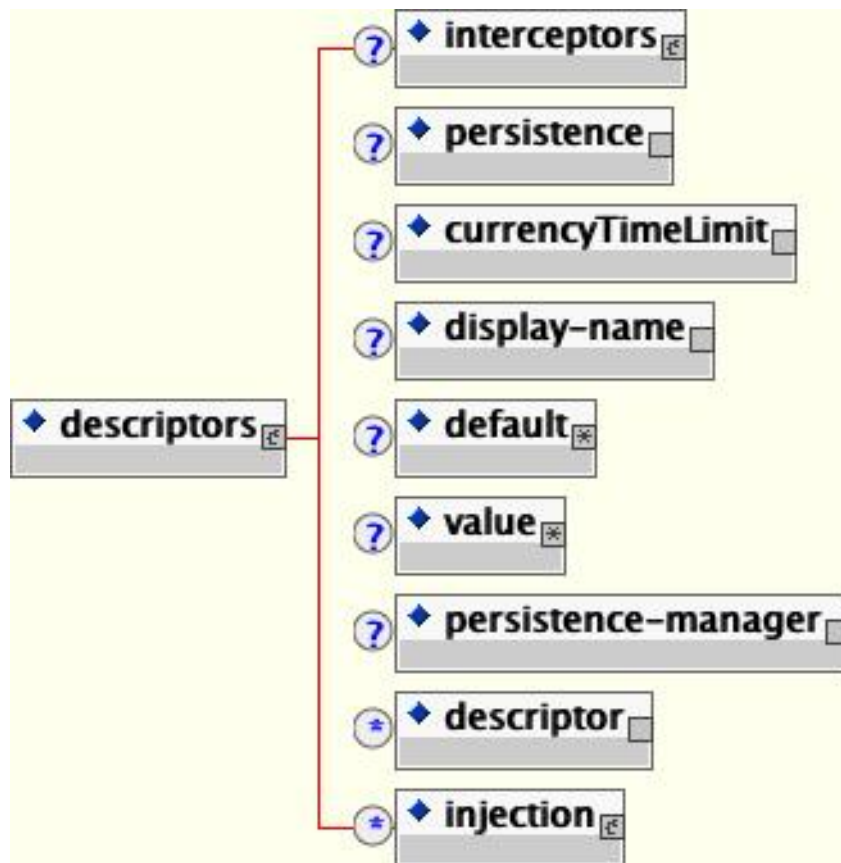 ? interceptors
? persistence
? currencyTimeLimit
? display-name
descriptors
? default *
? value *
? persistence-manager
* descriptor
* injection